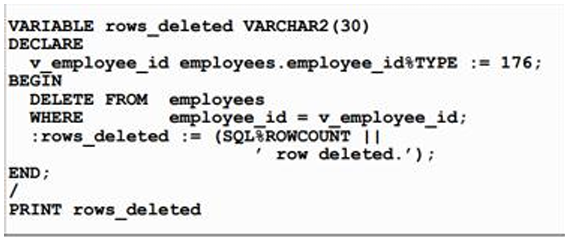 VARIABLE rows_deleted VARCHAR2(30)
DECLARE
v_employee_id employees.employee_id%TYPE := 176;
BEGIN
DELETE FROM employees
WHERE employee_id = v_employee_id;
:rows_deleted := (SQL%ROWCOUNT ||
' row deleted.');
END;
/
PRINT rows_deleted